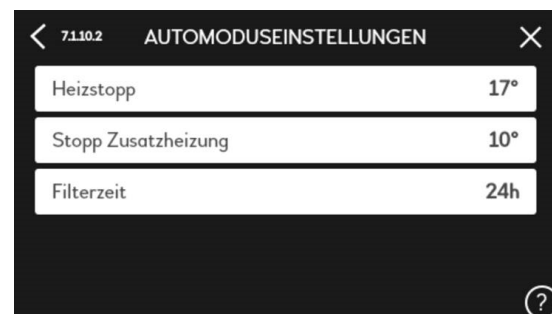 7.1.10.2 AUTOMODUSEINSTELLUNGEN
Heizstopp 17°
Stopp Zusatzheizung 10°
Filterzeit 24h
?